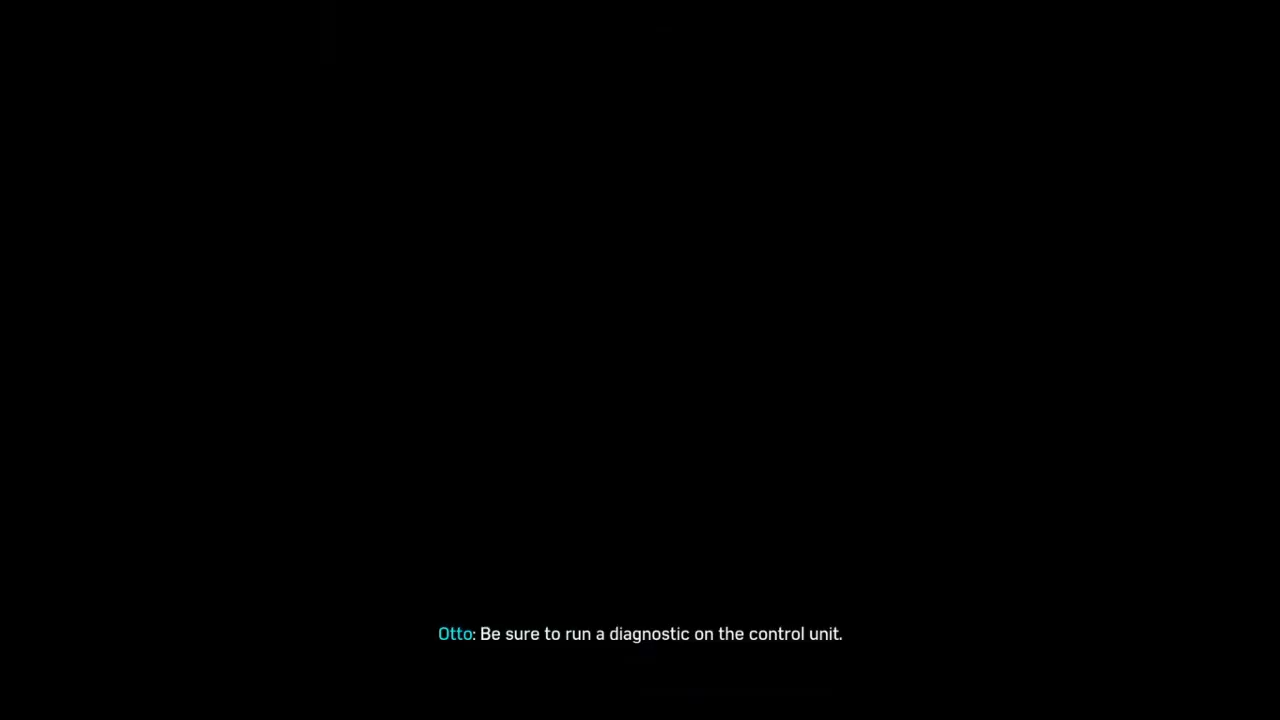 Otto: Be sure to run a diagnostic on the control unit.